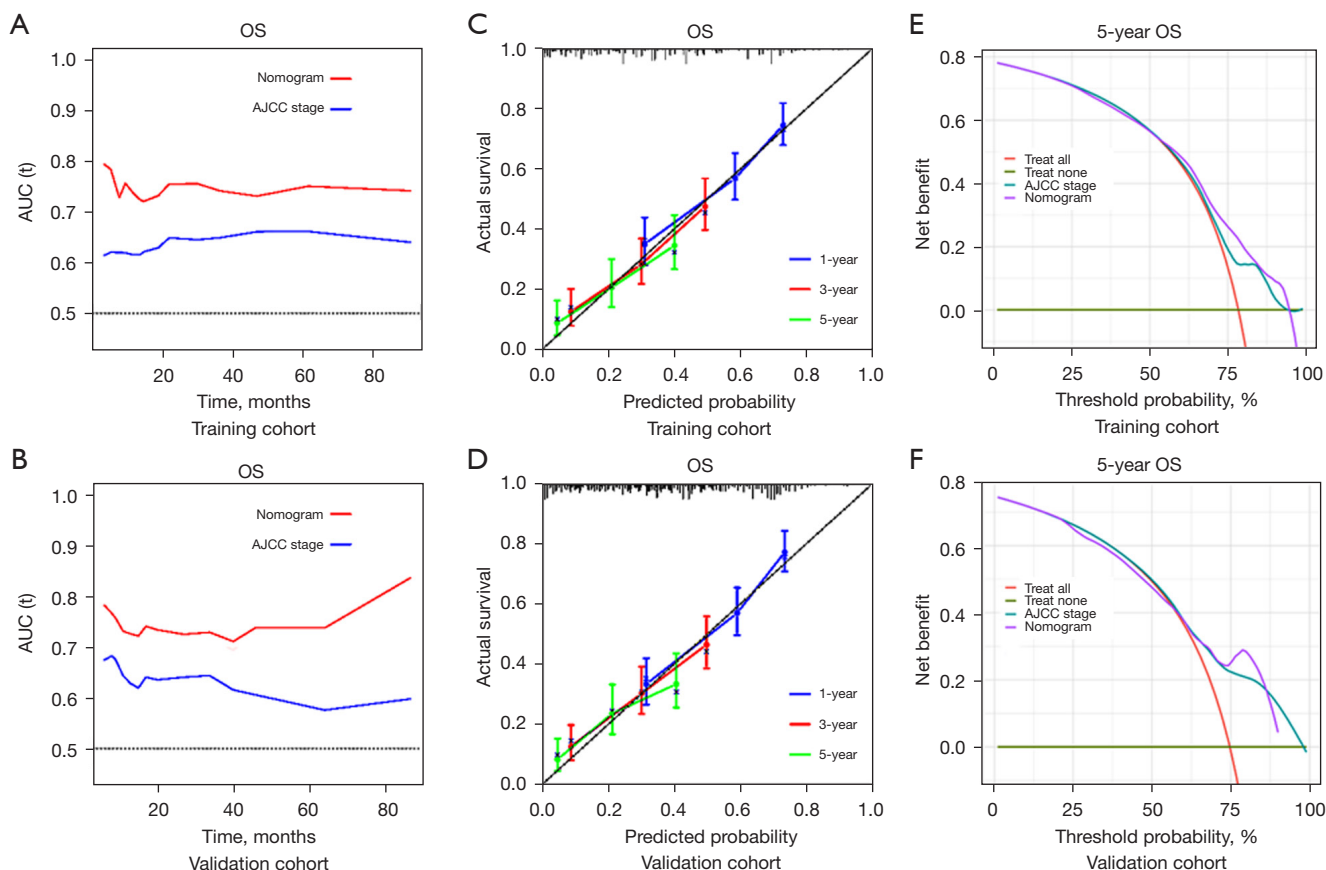 A
OS
1.0
0.9
0.8
0.7
0.6
0.5
AUC (t)
Nomogram
AJCC stage
20 40 60 80
Time, months
Training cohort
C
OS
1.0
0.8
0.6
0.4
0.2
0.0
Actual survival
1-year
3-year
5-year
0.0 0.2 0.4 0.6 0.8 1.0
Predicted probability
Training cohort
E
5-year OS
0.8
0.6
0.4
0.2
0.0
Net benefit
Treat all
Treat none
AJCC stage
Nomogram
0 25 50 75 100
Threshold probability, %
Training cohort
B
OS
1.0
0.9
0.8
0.7
0.6
0.5
AUC (t)
Nomogram
AJCC stage
20 40 60 80
Time, months
Validation cohort
D
OS
1.0
0.8
0.6
0.4
0.2
0.0
Actual survival
1-year
3-year
5-year
0.0 0.2 0.4 0.6 0.8 1.0
Predicted probability
Validation cohort
F
5-year OS
0.8
0.6
0.4
0.2
0.0
Net benefit
Treat all
Treat none
AJCC stage
Nomogram
0 25 50 75 100
Threshold probability, %
Validation cohort